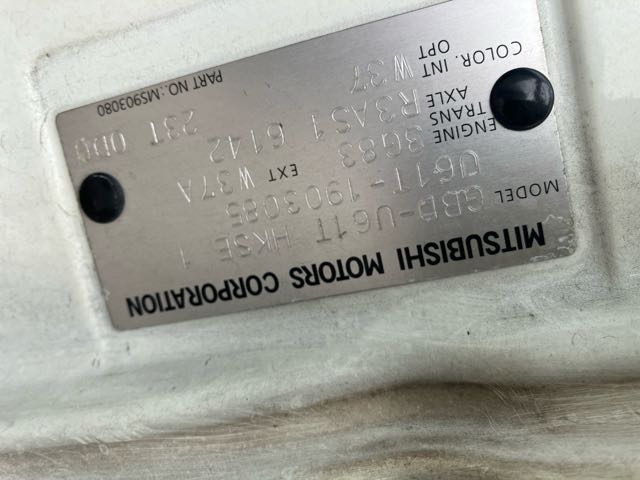 MITSUBISHI MOTORS CORPORATION
MODEL GBD-U61T HKSE 1
U61T-1903085
EXT W37A
ENGINE 3G83 6142
TRANS AXLE R3AS1 23T 0D0
COLOR. INT OPT W 37
PART NO.:MS903080